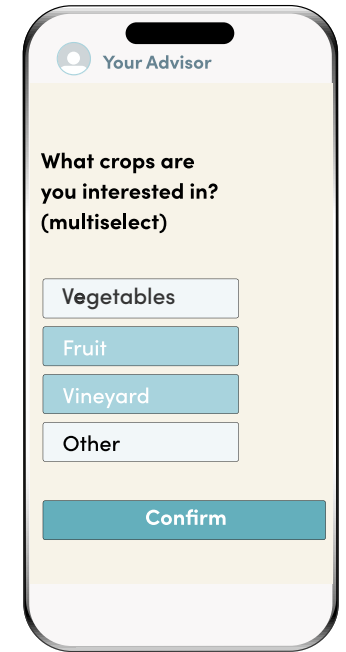 Your Advisor
What crops are
you interested in?
(multiselect)
Vegetables
Fruit
Vineyard
Other
Confirm